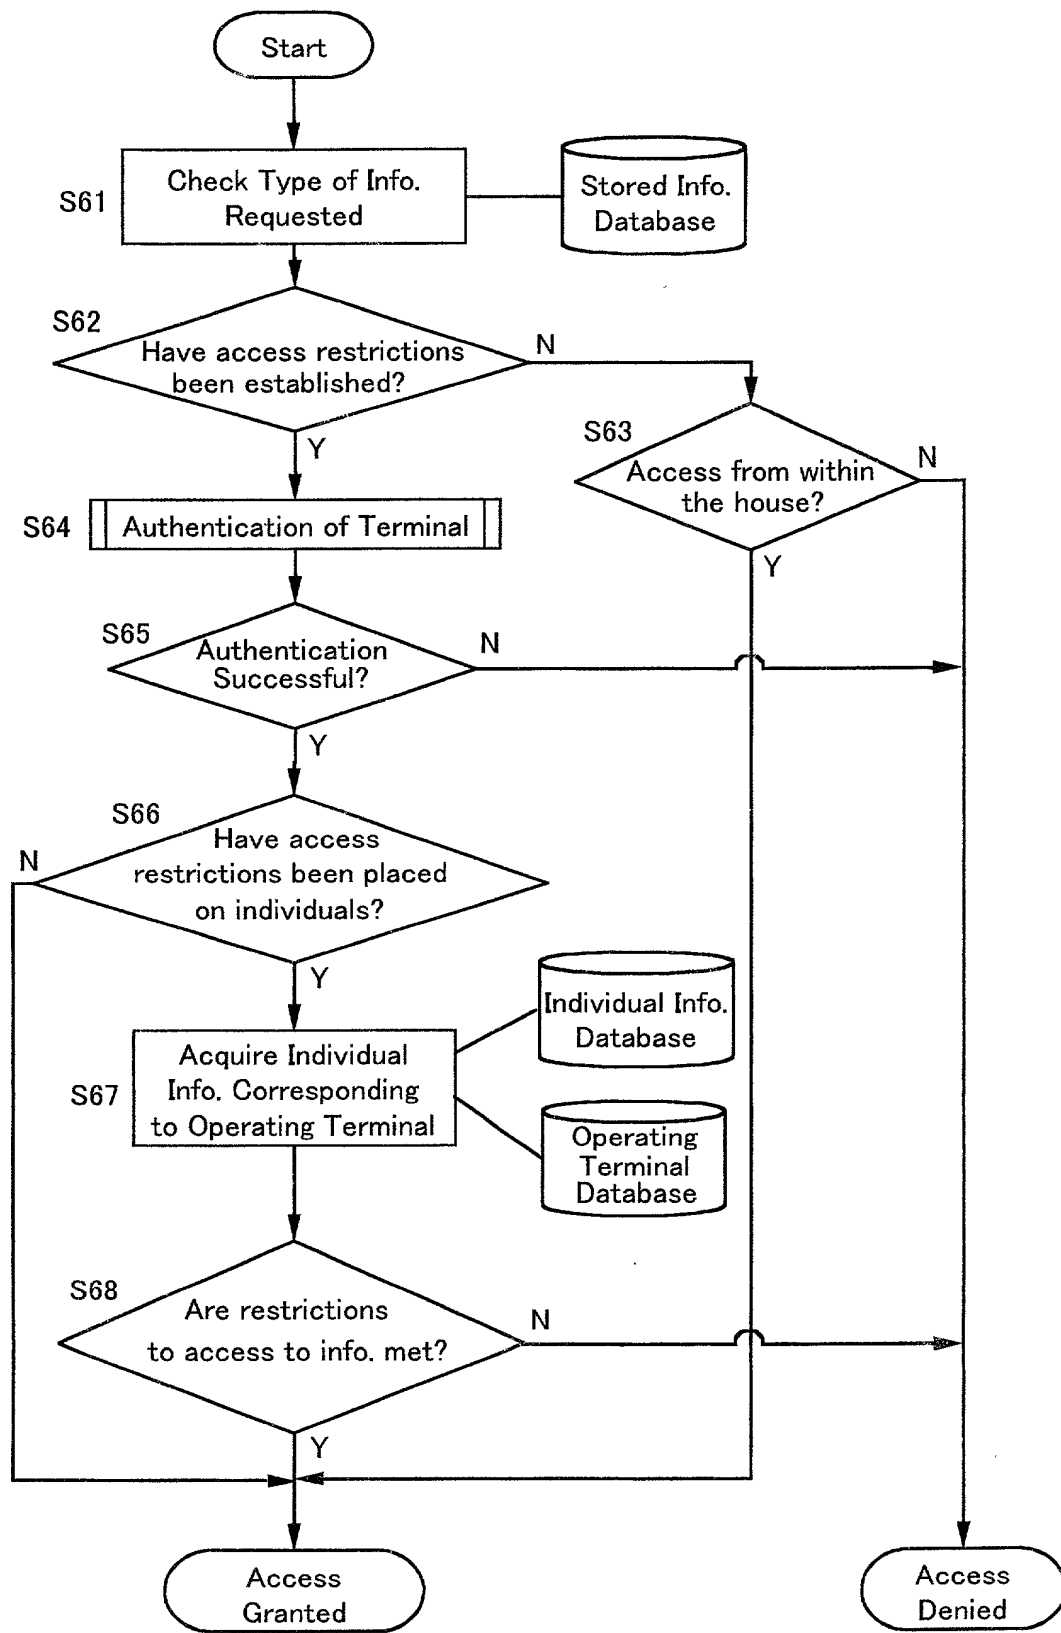 Start
S61
Check Type of Info.
Requested
Stored Info.
Database
S62
Have access restrictions
been established?
N
Y
S63
Access from within
the house?
N
Y
S64
Authentication of Terminal
S65
Authentication
Successful?
N
Y
S66
Have access
restrictions been placed
on individuals?
N
Y
Individual Info.
Database
S67
Acquire Individual
Info. Corresponding
to Operating Terminal
Operating
Terminal
Database
S68
Are restrictions
to access to info. met?
N
Y
Access
Granted
Access
Denied